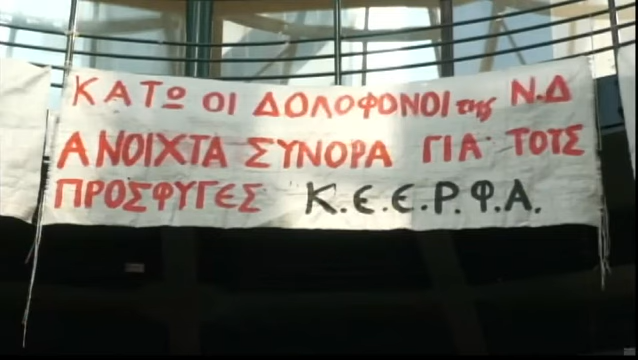 ΚΑΤΩ ΟΙ ΔΟΛΟΦΟΝΟΙ της Ν.Δ
ΑΝΟΙΧΤΑ ΣΥΝΟΡΑ ΓΙΑ ΤΟΥΣ
ΠΡΟΣΦΥΓΕΣ Κ.Ε.Ε.Ρ.Φ.Α.